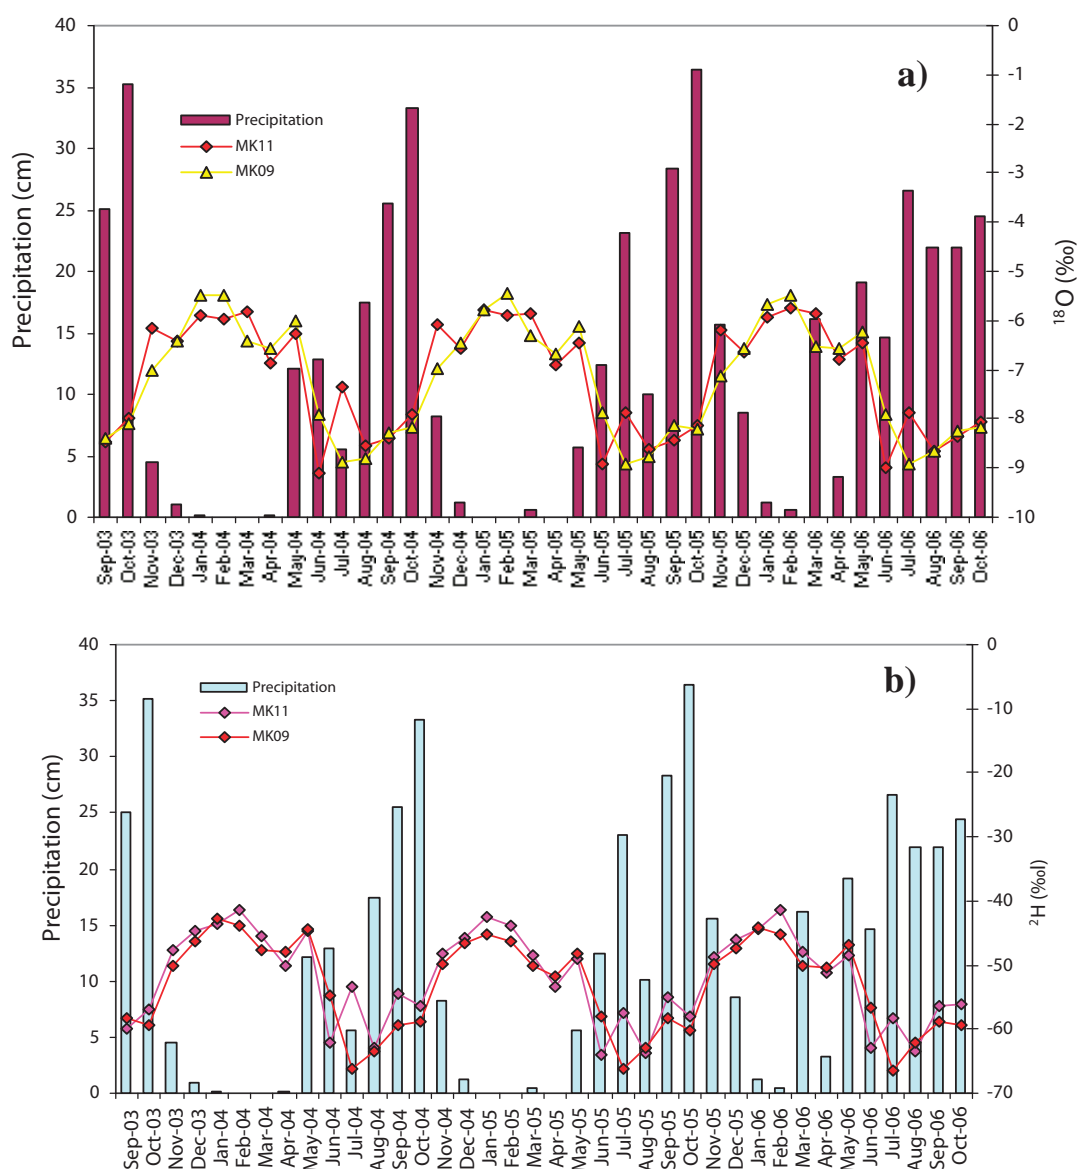 40
35
30
25
20
15
10
5
0
Precipitation (cm)
a)
Precipitation
MK11
MK09
0
-1
-2
-3
-4
-5
-6
-7
-8
-9
-10
18O (‰)
Sep-03
Oct-03
Nov-03
Dec-03
Jan-04
Feb-04
Mar-04
Apr-04
May-04
Jun-04
Jul-04
Aug-04
Sep-04
Oct-04
Nov-04
Dec-04
Jan-05
Feb-05
Mar-05
Apr-05
May-05
Jun-05
Jul-05
Aug-05
Sep-05
Oct-05
Nov-05
Dec-05
Jan-06
Feb-06
Mar-06
Apr-06
May-06
Jun-06
Jul-06
Aug-06
Sep-06
Oct-06
40
35
30
25
20
15
10
5
0
Precipitation (cm)
b)
Precipitation
MK11
MK09
0
-10
-20
-30
-40
-50
-60
-70
2H (‰l)
Sep-03
Oct-03
Nov-03
Dec-03
Jan-04
Feb-04
Mar-04
Apr-04
May-04
Jun-04
Jul-04
Aug-04
Sep-04
Oct-04
Nov-04
Dec-04
Jan-05
Feb-05
Mar-05
Apr-05
May-05
Jun-05
Jul-05
Aug-05
Sep-05
Oct-05
Nov-05
Dec-05
Jan-06
Feb-06
Mar-06
Apr-06
May-06
Jun-06
Jul-06
Aug-06
Sep-06
Oct-06